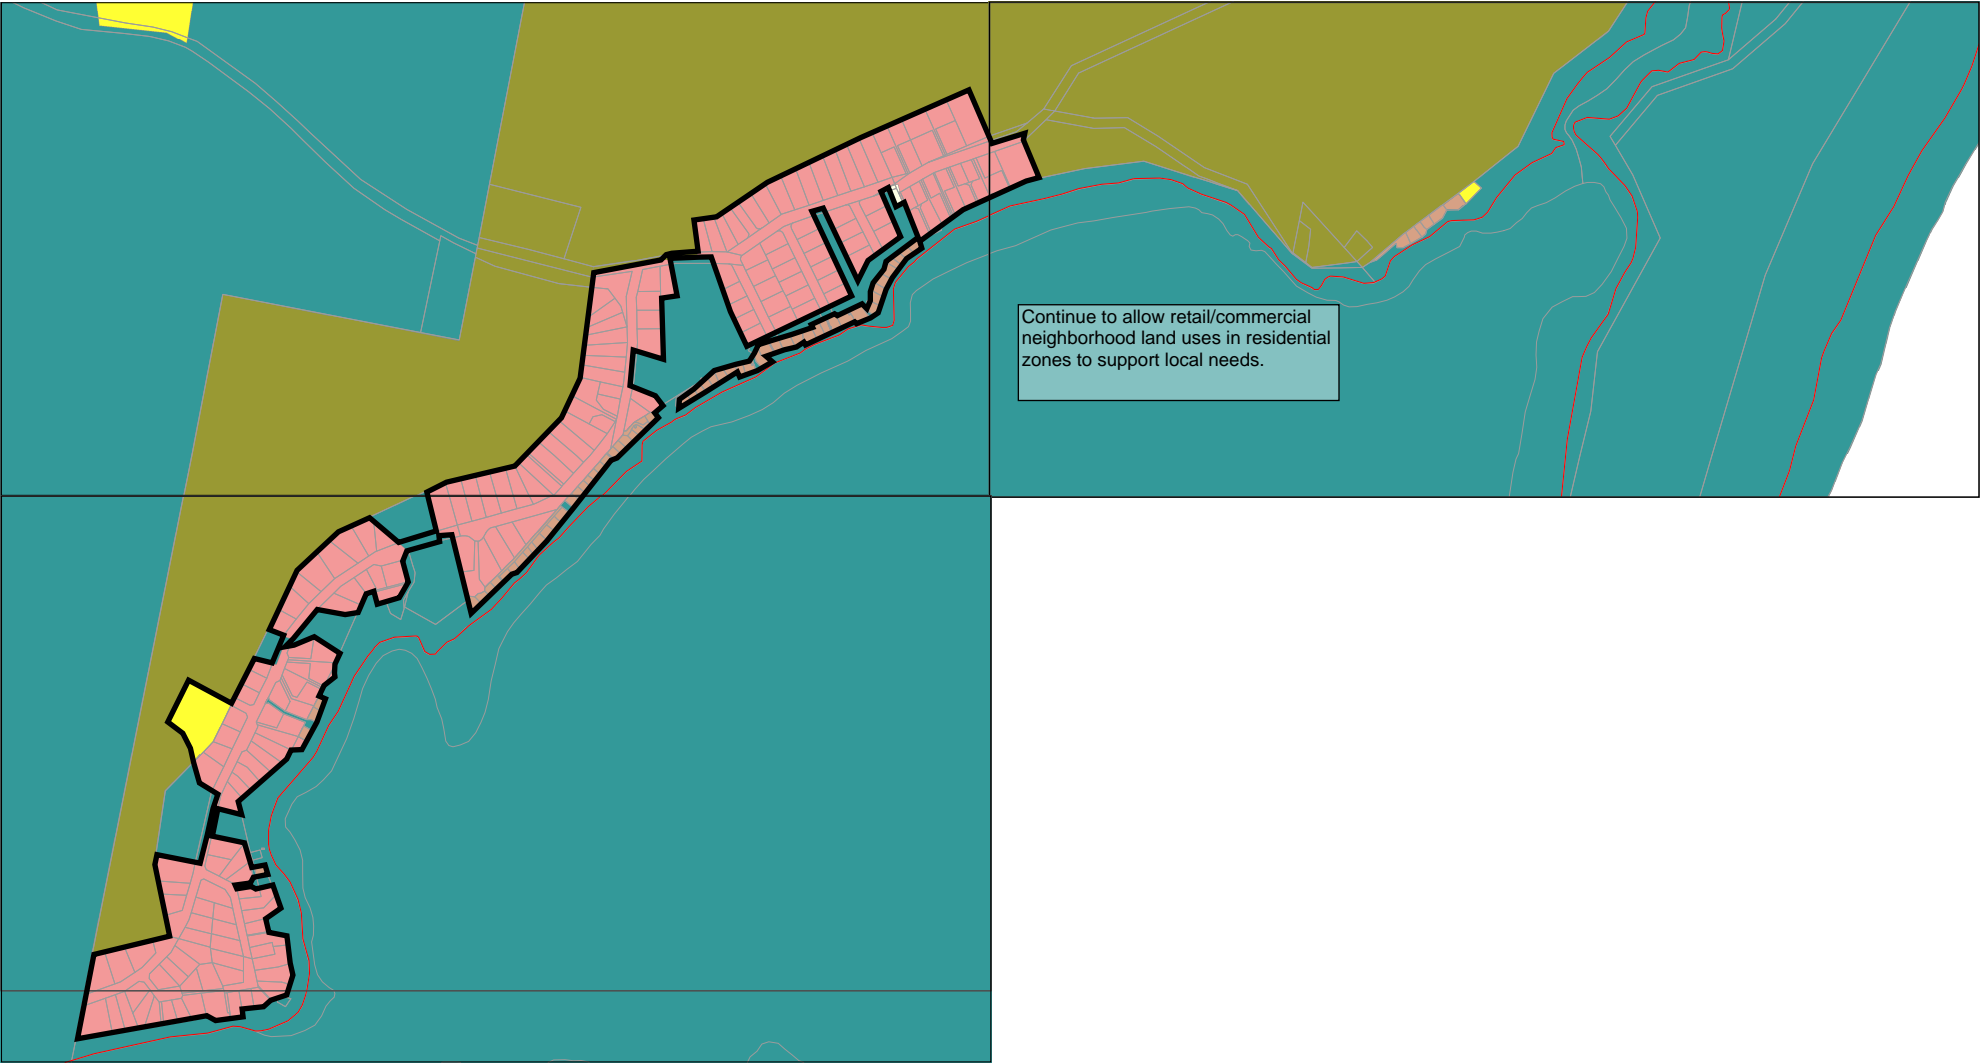 Continue to allow retail/commercial
neighborhood land uses in residential
zones to support local needs.